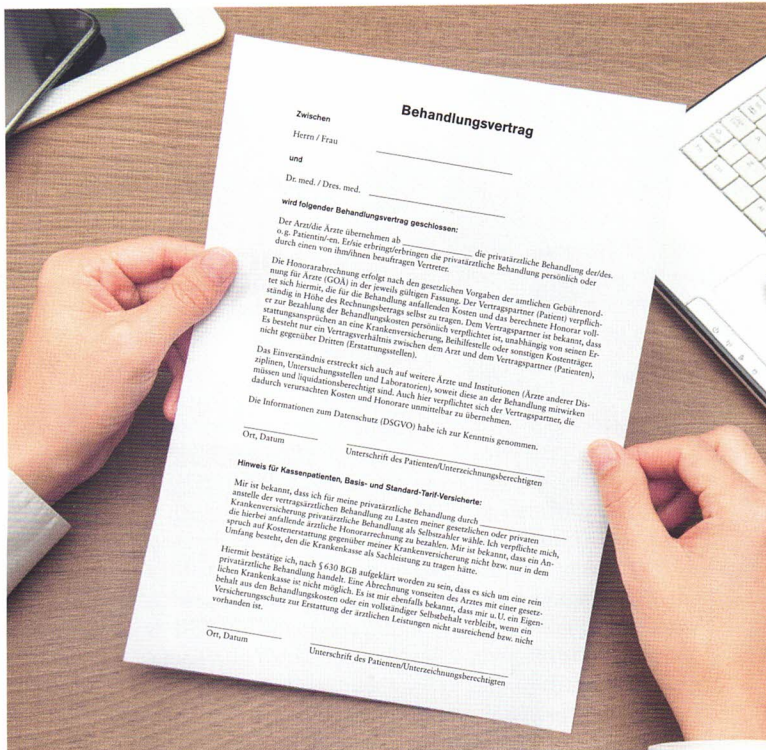 Behandlungsvertrag
Zwischen
Herrn / Frau
und
Dr. med. / Dres. med.
wird folgender Behandlungsvertrag geschlossen:
Der Arzt/die Ärzte übernehmen ab ____________ die privatärztliche Behandlung der/des.
o. g. Patientin/-en. Er/sie erbringt/erbringen die privatärztliche Behandlung persönlich oder
durch einen von ihm/ihnen beauftragen Vertreter.
Die Honorarabrechnung erfolgt nach den gesetzlichen Vorgaben der amtlichen Gebührenord-
nung für Ärzte (GOÄ) in der jeweils gültigen Fassung. Der Vertragspartner (Patient) verpflich-
tet sich hiermit, die für die Behandlung anfallenden Kosten und das berechnete Honorar voll-
ständig in Höhe des Rechnungsbetrags selbst zu tragen. Dem Vertragspartner ist bekannt, dass
er zur Bezahlung der Behandlungskosten persönlich verpflichtet ist, unabhängig von seinen Er-
stattungsansprüchen an eine Krankenversicherung, Beihilfestelle oder sonstigen Kostenträger.
Es besteht nur ein Vertragsverhältnis zwischen dem Arzt und dem Vertragspartner (Patienten),
nicht gegenüber Dritten (Erstattungsstellen).
Das Einverständnis erstreckt sich auch auf weitere Ärzte und Institutionen (Ärzte anderer Dis-
ziplinen, Untersuchungsstellen und Laboratorien), soweit diese an der Behandlung mitwirken
müssen und liquidationsberechtigt sind. Auch hier verpflichtet sich der Vertragspartner, die
dadurch verursachten Kosten und Honorare unmittelbar zu übernehmen.
Die Informationen zum Datenschutz (DSGVO) habe ich zur Kenntnis genommen.
Ort, Datum
Unterschrift des Patienten/Unterzeichnungsberechtigten
Hinweis für Kassenpatienten, Basis- und Standard-Tarif-Versicherte:
Mir ist bekannt, dass ich für meine privatärztliche Behandlung durch ____________
anstelle der vertragsärztlichen Behandlung zu Lasten meiner gesetzlichen oder privaten
Krankenversicherung privatärztliche Behandlung als Selbstzahler wähle. Ich verpflichte mich,
die hierbei anfallende ärztliche Honorarrechnung zu bezahlen. Mir ist bekannt, dass ein An-
spruch auf Kostenerstattung gegenüber meiner Krankenversicherung nicht bzw. nur in dem
Umfang besteht, den die Krankenkasse als Sachleistung zu tragen hätte.
Hiermit bestätige ich, nach § 630 BGB aufgeklärt worden zu sein, dass es sich um eine rein
privatärztliche Behandlung handelt. Eine Abrechnung vonseiten des Arztes mit einer gesetz-
lichen Krankenkasse ist nicht möglich. Es ist mir ebenfalls bekannt, dass mir u. U. ein Eigen-
behalt aus den Behandlungskosten oder ein vollständiger Selbstbehalt verbleibt, wenn ein
Versicherungsschutz zur Erstattung der ärztlichen Leistungen nicht ausreichend bzw. nicht
vorhanden ist.
Ort, Datum
Unterschrift des Patienten/Unterzeichnungsberechtigten